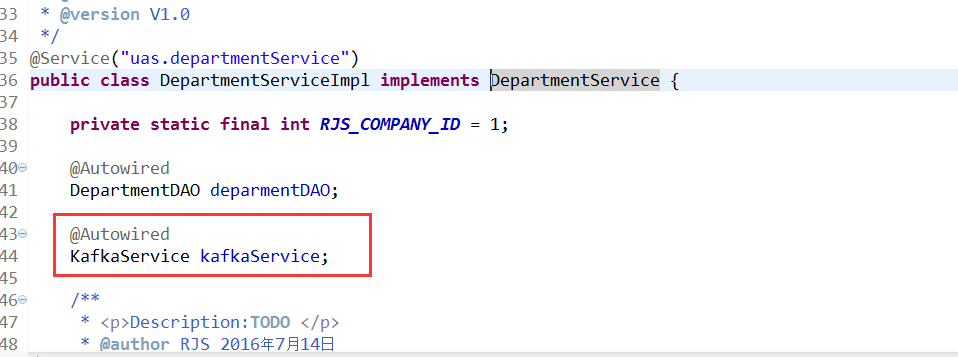 33 * @version V1.0
34 */
35 @Service("uas.departmentService")
36 public class DepartmentServiceImpl implements DepartmentService {
37
38 private static final int RJS_COMPANY_ID = 1;
39
40 @Autowired
41 DepartmentDAO deparmentDAO;
42
43 @Autowired
44 KafkaService kafkaService;
45
46 /**
47 * <p>Description:TODO </p>
48 * @author RJS 2016年7月14日